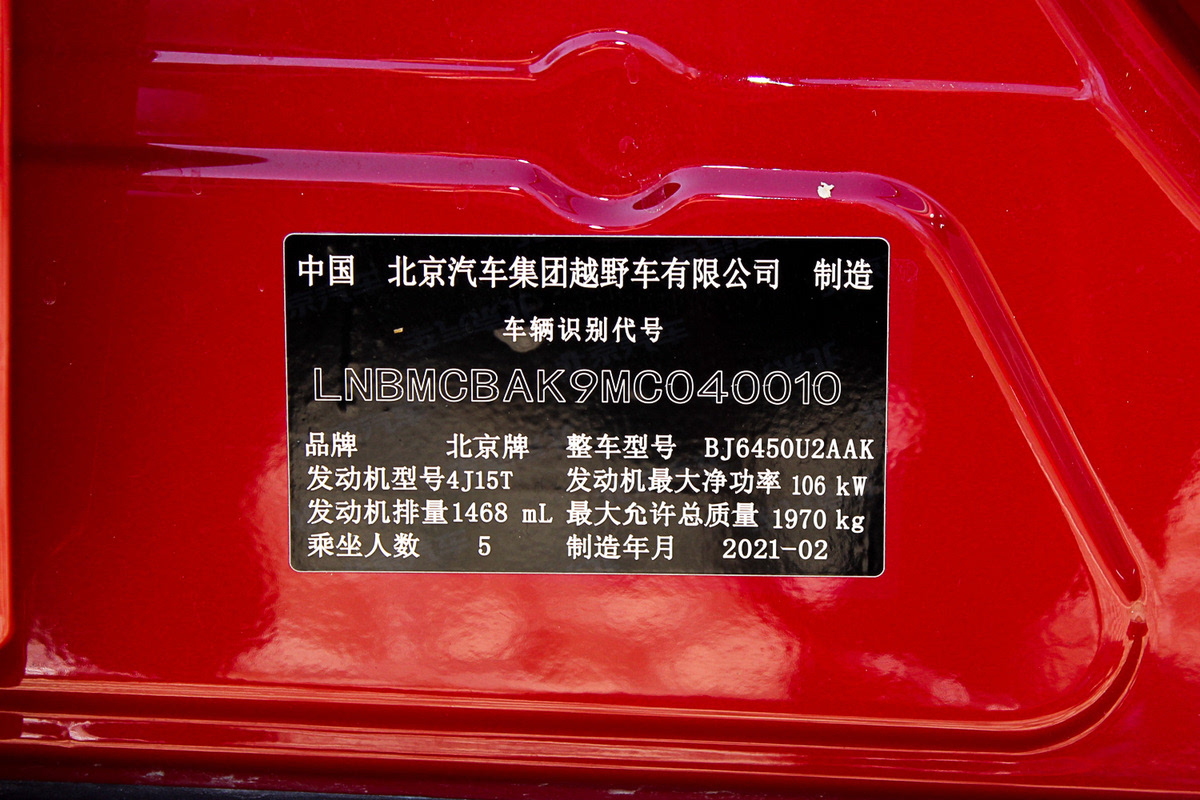 中国 北京汽车集团越野车有限公司 制造
车辆识别代号
LNBMCBAK9MC040010
品牌 北京牌 整车型号 BJ6450U2AAK
发动机型号 4J15T 发动机最大净功率 106 kW
发动机排量 1468 mL 最大允许总质量 1970 kg
乘坐人数 5 制造年月 2021-02